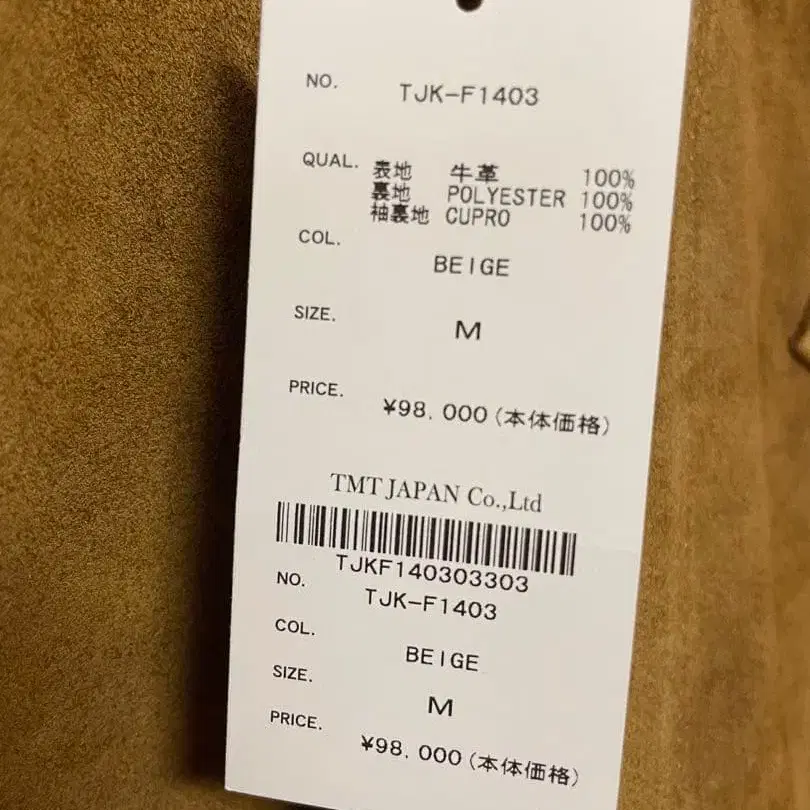 NO. TJK-F1403
QUAL. 表地 牛革 100%
裏地 POLYESTER 100%
袖裏地 CUPRO 100%
COL. BEIGE
SIZE. M
PRICE. ¥98,000(本体価格)
TMT JAPAN Co.,Ltd
TJKF140303303
NO. TJK-F1403
COL. BEIGE
SIZE. M
PRICE. ¥98,000(本体価格)